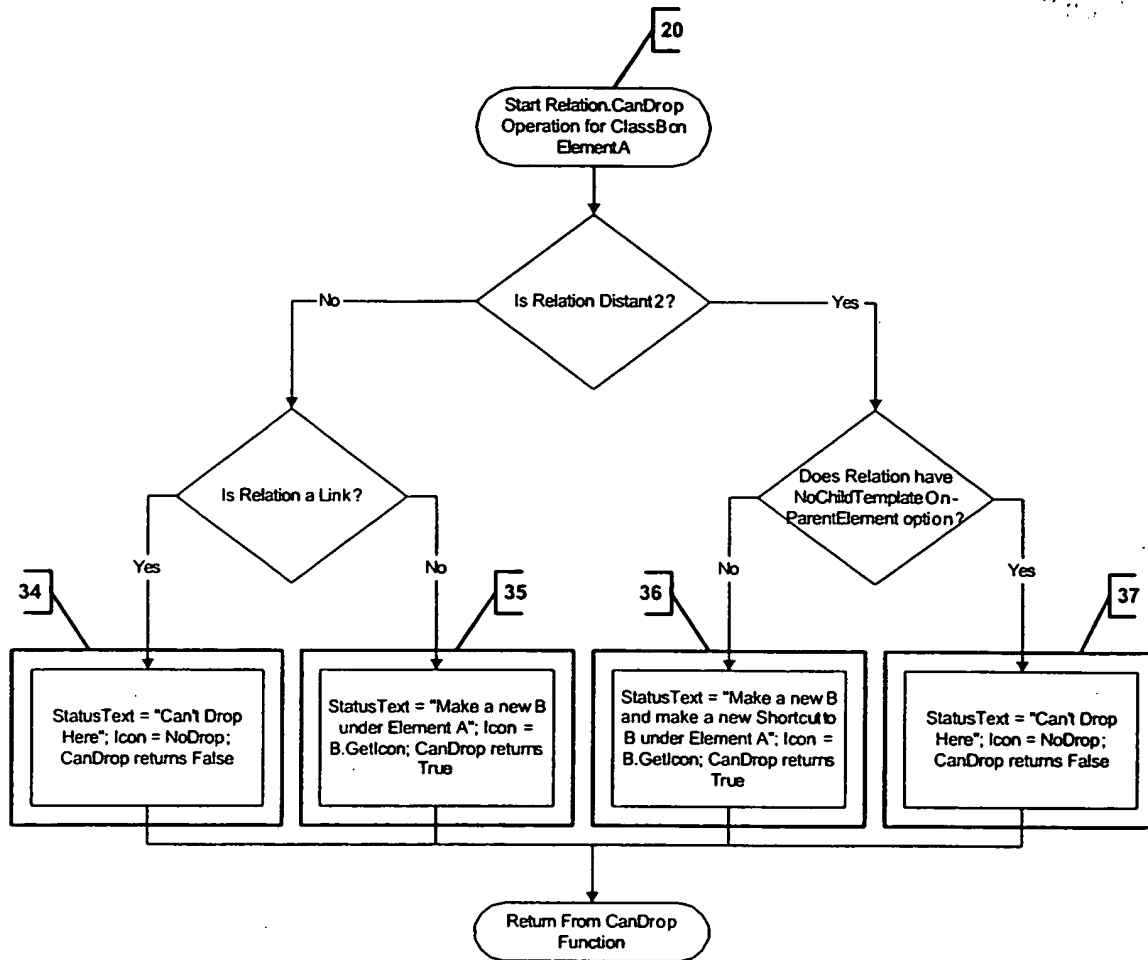 20
Start Relation.CanDrop
Operation for ClassB on
ElementA
Is Relation Distant2?
No
Yes
Is Relation a Link?
Does Relation have
NoChildTemplateOn-
ParentElement option?
Yes
No
No
Yes
34
35
36
37
StatusText = "Can't Drop
Here"; Icon = NoDrop;
CanDrop returns False
StatusText = "Make a new B
under Element A"; Icon =
B.GetIcon; CanDrop returns
True
StatusText = "Make a new B
and make a new Shortcut to
B under Element A"; Icon =
B.GetIcon; CanDrop returns
True
StatusText = "Can't Drop
Here"; Icon = NoDrop;
CanDrop returns False
Return From CanDrop
Function